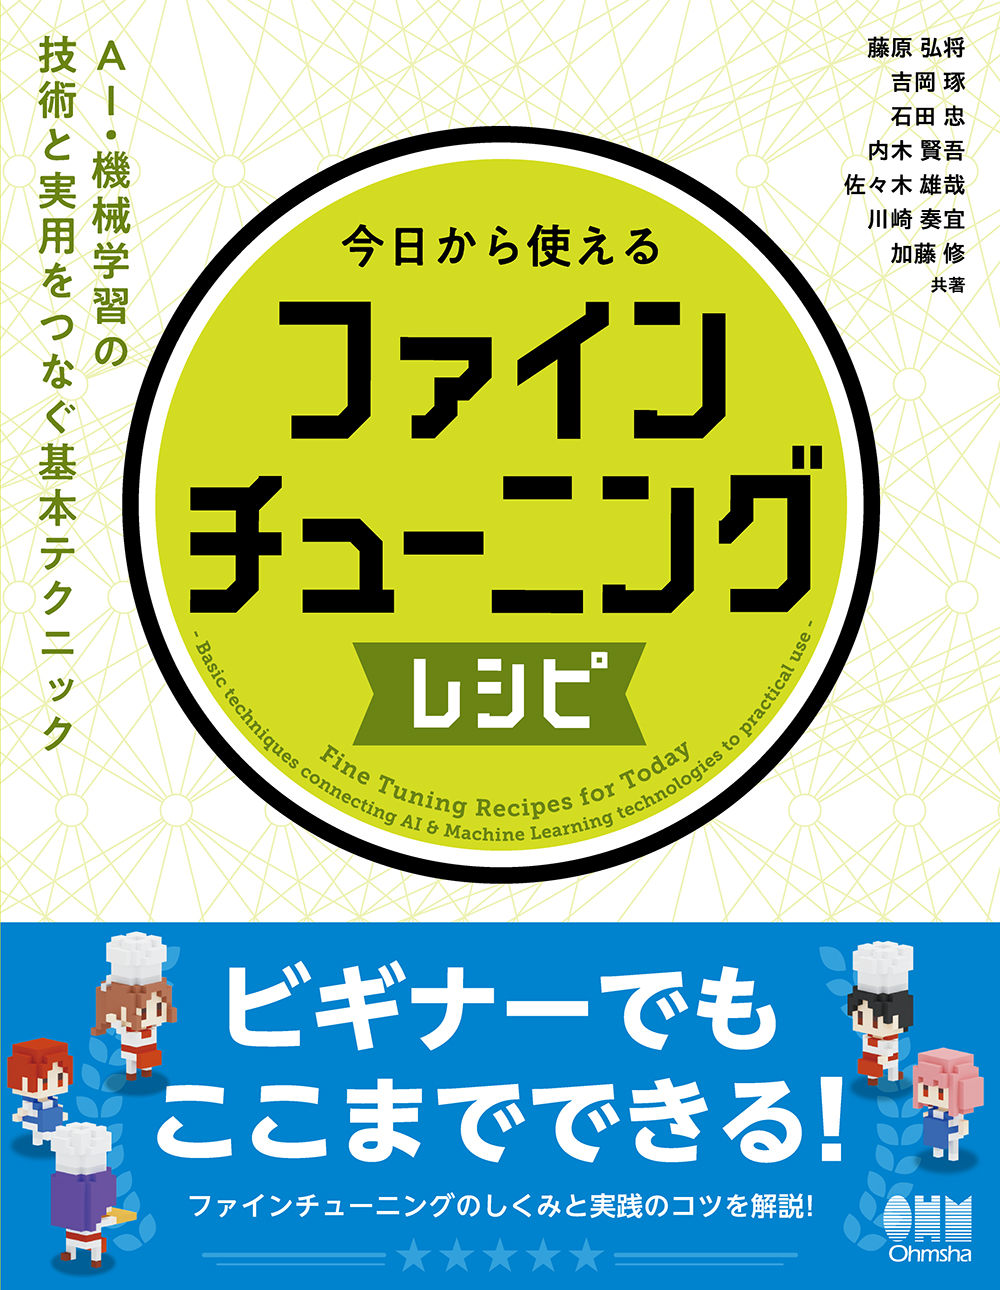 AI・機械学習の
技術と実用をつなぐ基本テクニック
藤原 弘将
吉岡 琢
石田 忠
内木 賢吾
佐々木 雄哉
川崎 奏宜
加藤 修
共著
今日から使える
ファイン
チューニング
レシピ
Fine Tuning Recipes for Today
- Basic techniques connecting AI & Machine Learning technologies to practical use -
ビギナーでも
ここまでできる!
ファインチューニングのしくみと実践のコツを解説!
OHM
Ohmsha